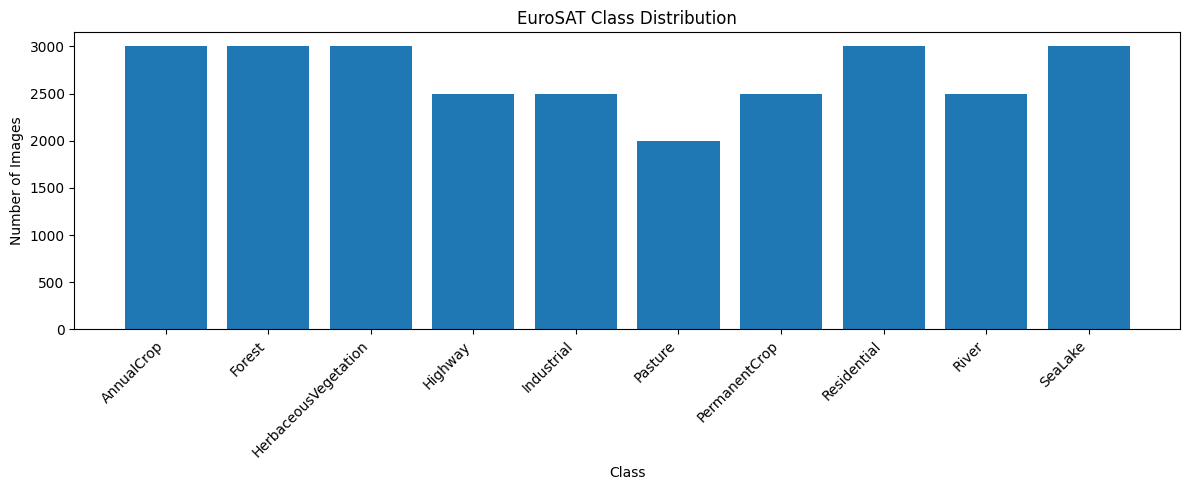 EuroSAT Class Distribution
Number of Images
3000
2500
2000
1500
1000
500
0
AnnualCrop
Forest
HerbaceousVegetation
Highway
Industrial
Pasture
PermanentCrop
Residential
River
SeaLake
Class